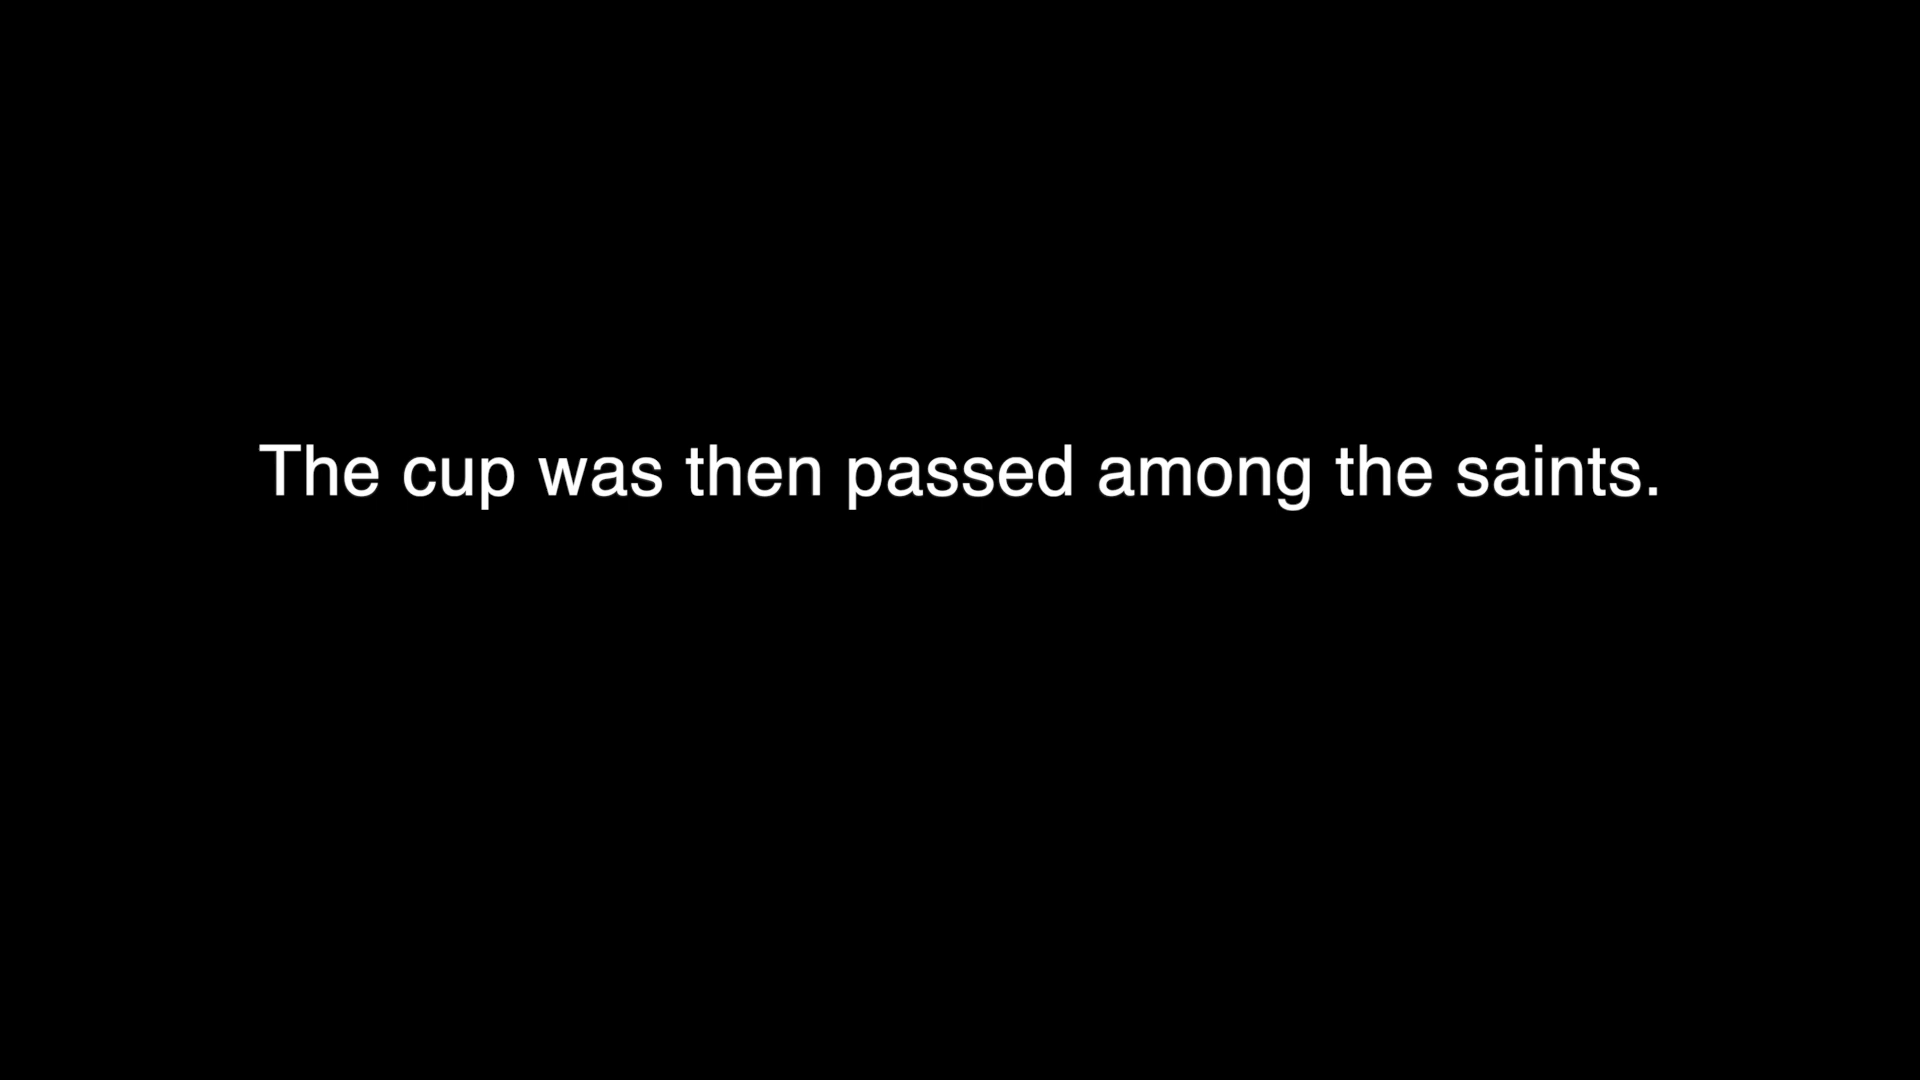 The cup was then passed among the saints.